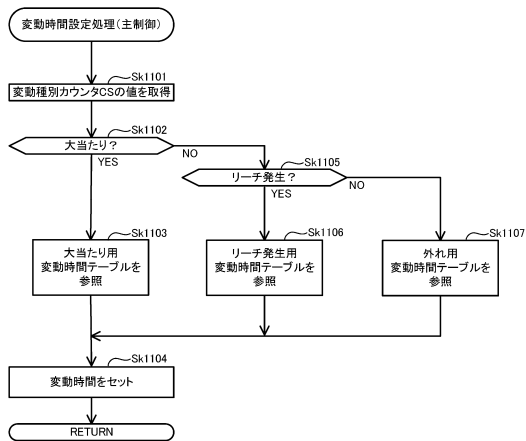 変動時間設定処理(主制御)
Sk1101
変動種別カウンタCSの値を取得
Sk1102
大当たり?
YES
NO
Sk1105
リーチ発生?
YES
NO
Sk1103
大当たり用
変動時間テーブルを
参照
Sk1106
リーチ発生用
変動時間テーブルを
参照
Sk1107
外れ用
変動時間テーブルを
参照
Sk1104
変動時間をセット
RETURN